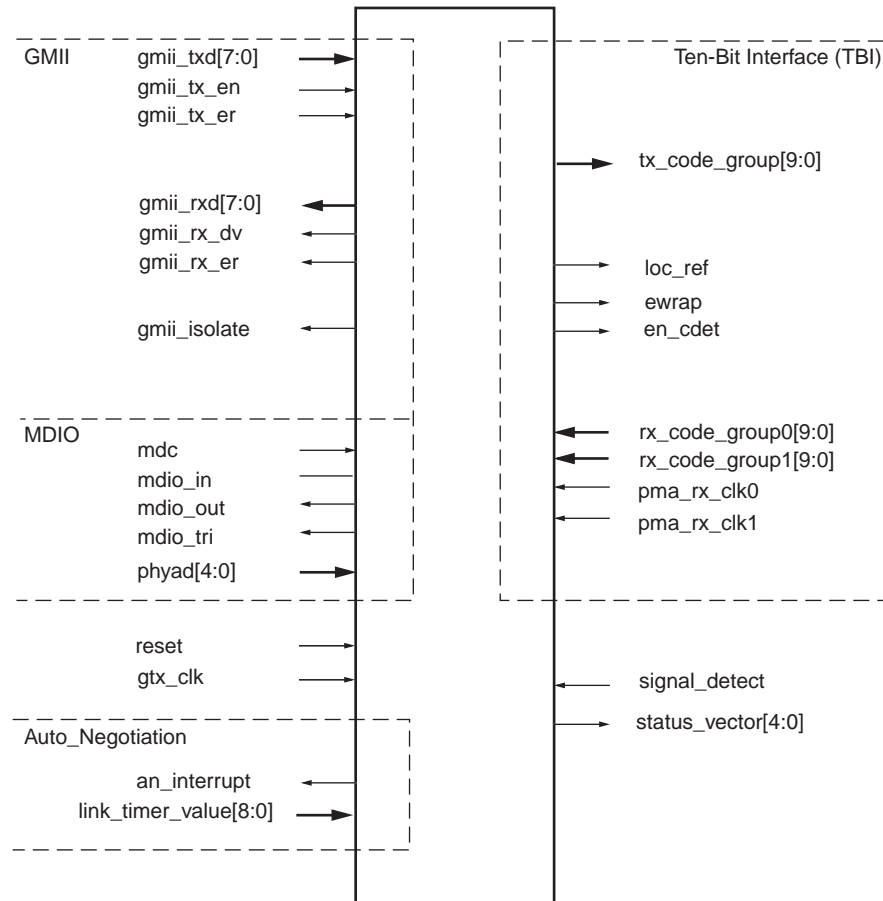 GMII
gmii_txd[7:0]
gmii_tx_en
gmii_tx_er
gmii_rxd[7:0]
gmii_rx_dv
gmii_rx_er
gmii_isolate
MDIO
mdc
mdio_in
mdio_out
mdio_tri
phyad[4:0]
reset
gtx_clk
Auto_Negotiation
an_interrupt
link_timer_value[8:0]
Ten-Bit Interface (TBI)
tx_code_group[9:0]
loc_ref
ewrap
en_cdet
rx_code_group0[9:0]
rx_code_group1[9:0]
pma_rx_clk0
pma_rx_clk1
signal_detect
status_vector[4:0]